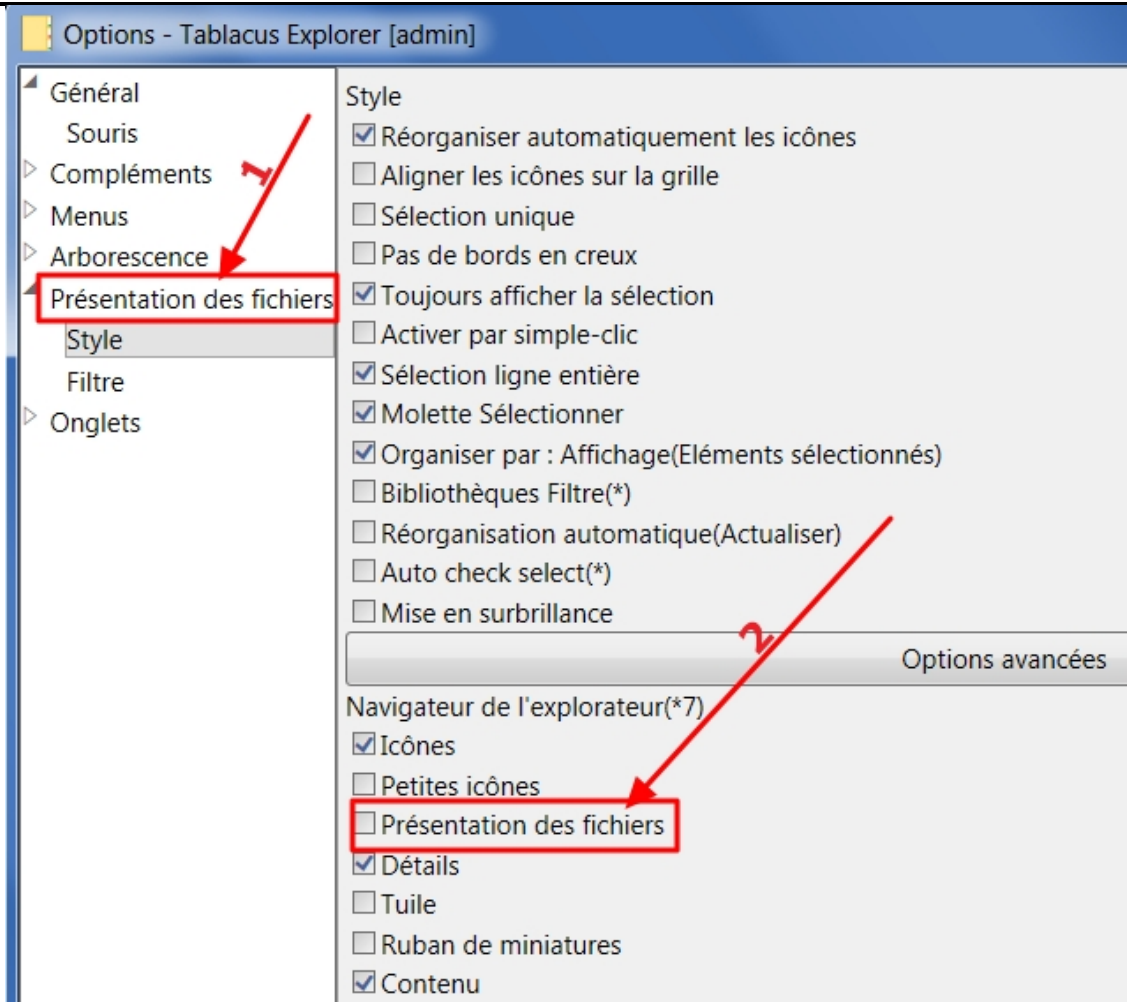 Options - Tablacus Explorer [admin]
Général
Souris
Compléments
Menus
Arborescence
Présentation des fichiers
Style
Filtre
Onglets
1
Style
Réorganiser automatiquement les icônes
Aligner les icônes sur la grille
Sélection unique
Pas de bords en creux
Toujours afficher la sélection
Activer par simple-clic
Sélection ligne entière
Molette Sélectionner
Organiser par : Affichage(Eléments sélectionnés)
Bibliothèques Filtre(*)
Réorganisation automatique(Actualiser)
Auto check select(*)
Mise en surbrillance
2
Options avancées
Navigateur de l'explorateur(*7)
Icônes
Petites icônes
Présentation des fichiers
Détails
Tuile
Ruban de miniatures
Contenu